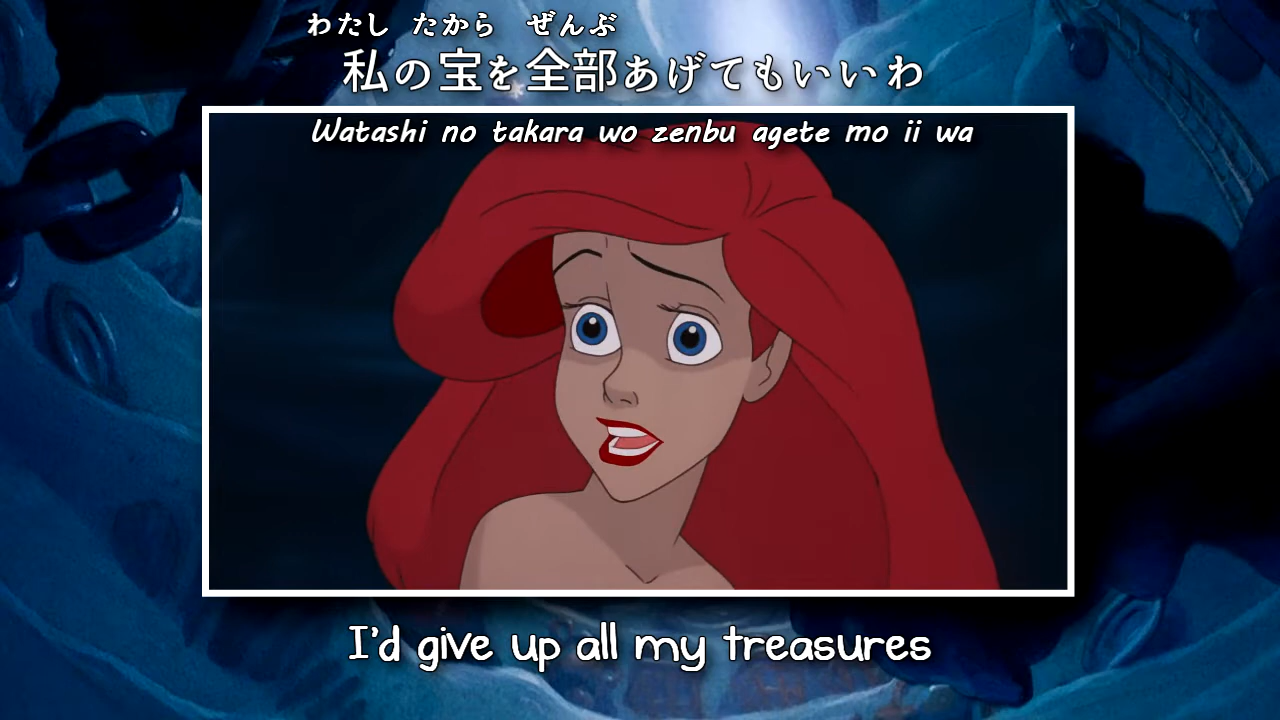 わたし たから ぜんぶ
私の宝を全部あげてもいいわ
Watashi no takara wo zenbu agete mo ii wa
I'd give up all my treasures